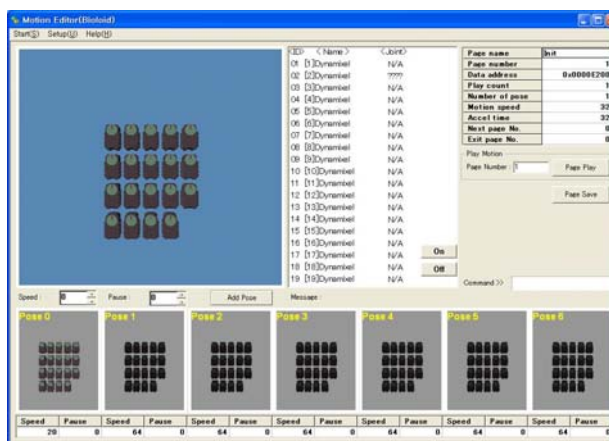 Motion Editor(Bioloid)
Start(S) Setup(U) Help(H)
<ID> <Name> <Joint>
01 [1]Dynamixel N/A
02 [2]Dynamixel ????
03 [3]Dynamixel N/A
04 [4]Dynamixel N/A
05 [5]Dynamixel N/A
06 [6]Dynamixel N/A
07 [7]Dynamixel N/A
08 [8]Dynamixel N/A
09 [9]Dynamixel N/A
10 [10]Dynamixel N/A
11 [11]Dynamixel N/A
12 [12]Dynamixel N/A
13 [13]Dynamixel N/A
14 [14]Dynamixel N/A
15 [15]Dynamixel N/A
16 [16]Dynamixel N/A
17 [17]Dynamixel N/A
18 [18]Dynamixel N/A
19 [19]Dynamixel N/A
On
Off
Page name Init
Page number 1
Data address 0x0000E200
Play count 1
Number of pose 1
Motion speed 32
Accel time 32
Next page No. 0
Exit page No. 0
Play Motion
Page Number : 1 Page Play
Page Save
Command >>
Speed : 0 Pause : 0 Add Pose Message :
Pose 0 Pose 1 Pose 2 Pose 3 Pose 4 Pose 5 Pose 6
Speed Pause Speed Pause Speed Pause Speed Pause Speed Pause Speed Pause Speed Pause
20 0 64 0 64 0 64 0 64 0 64 0 64 0